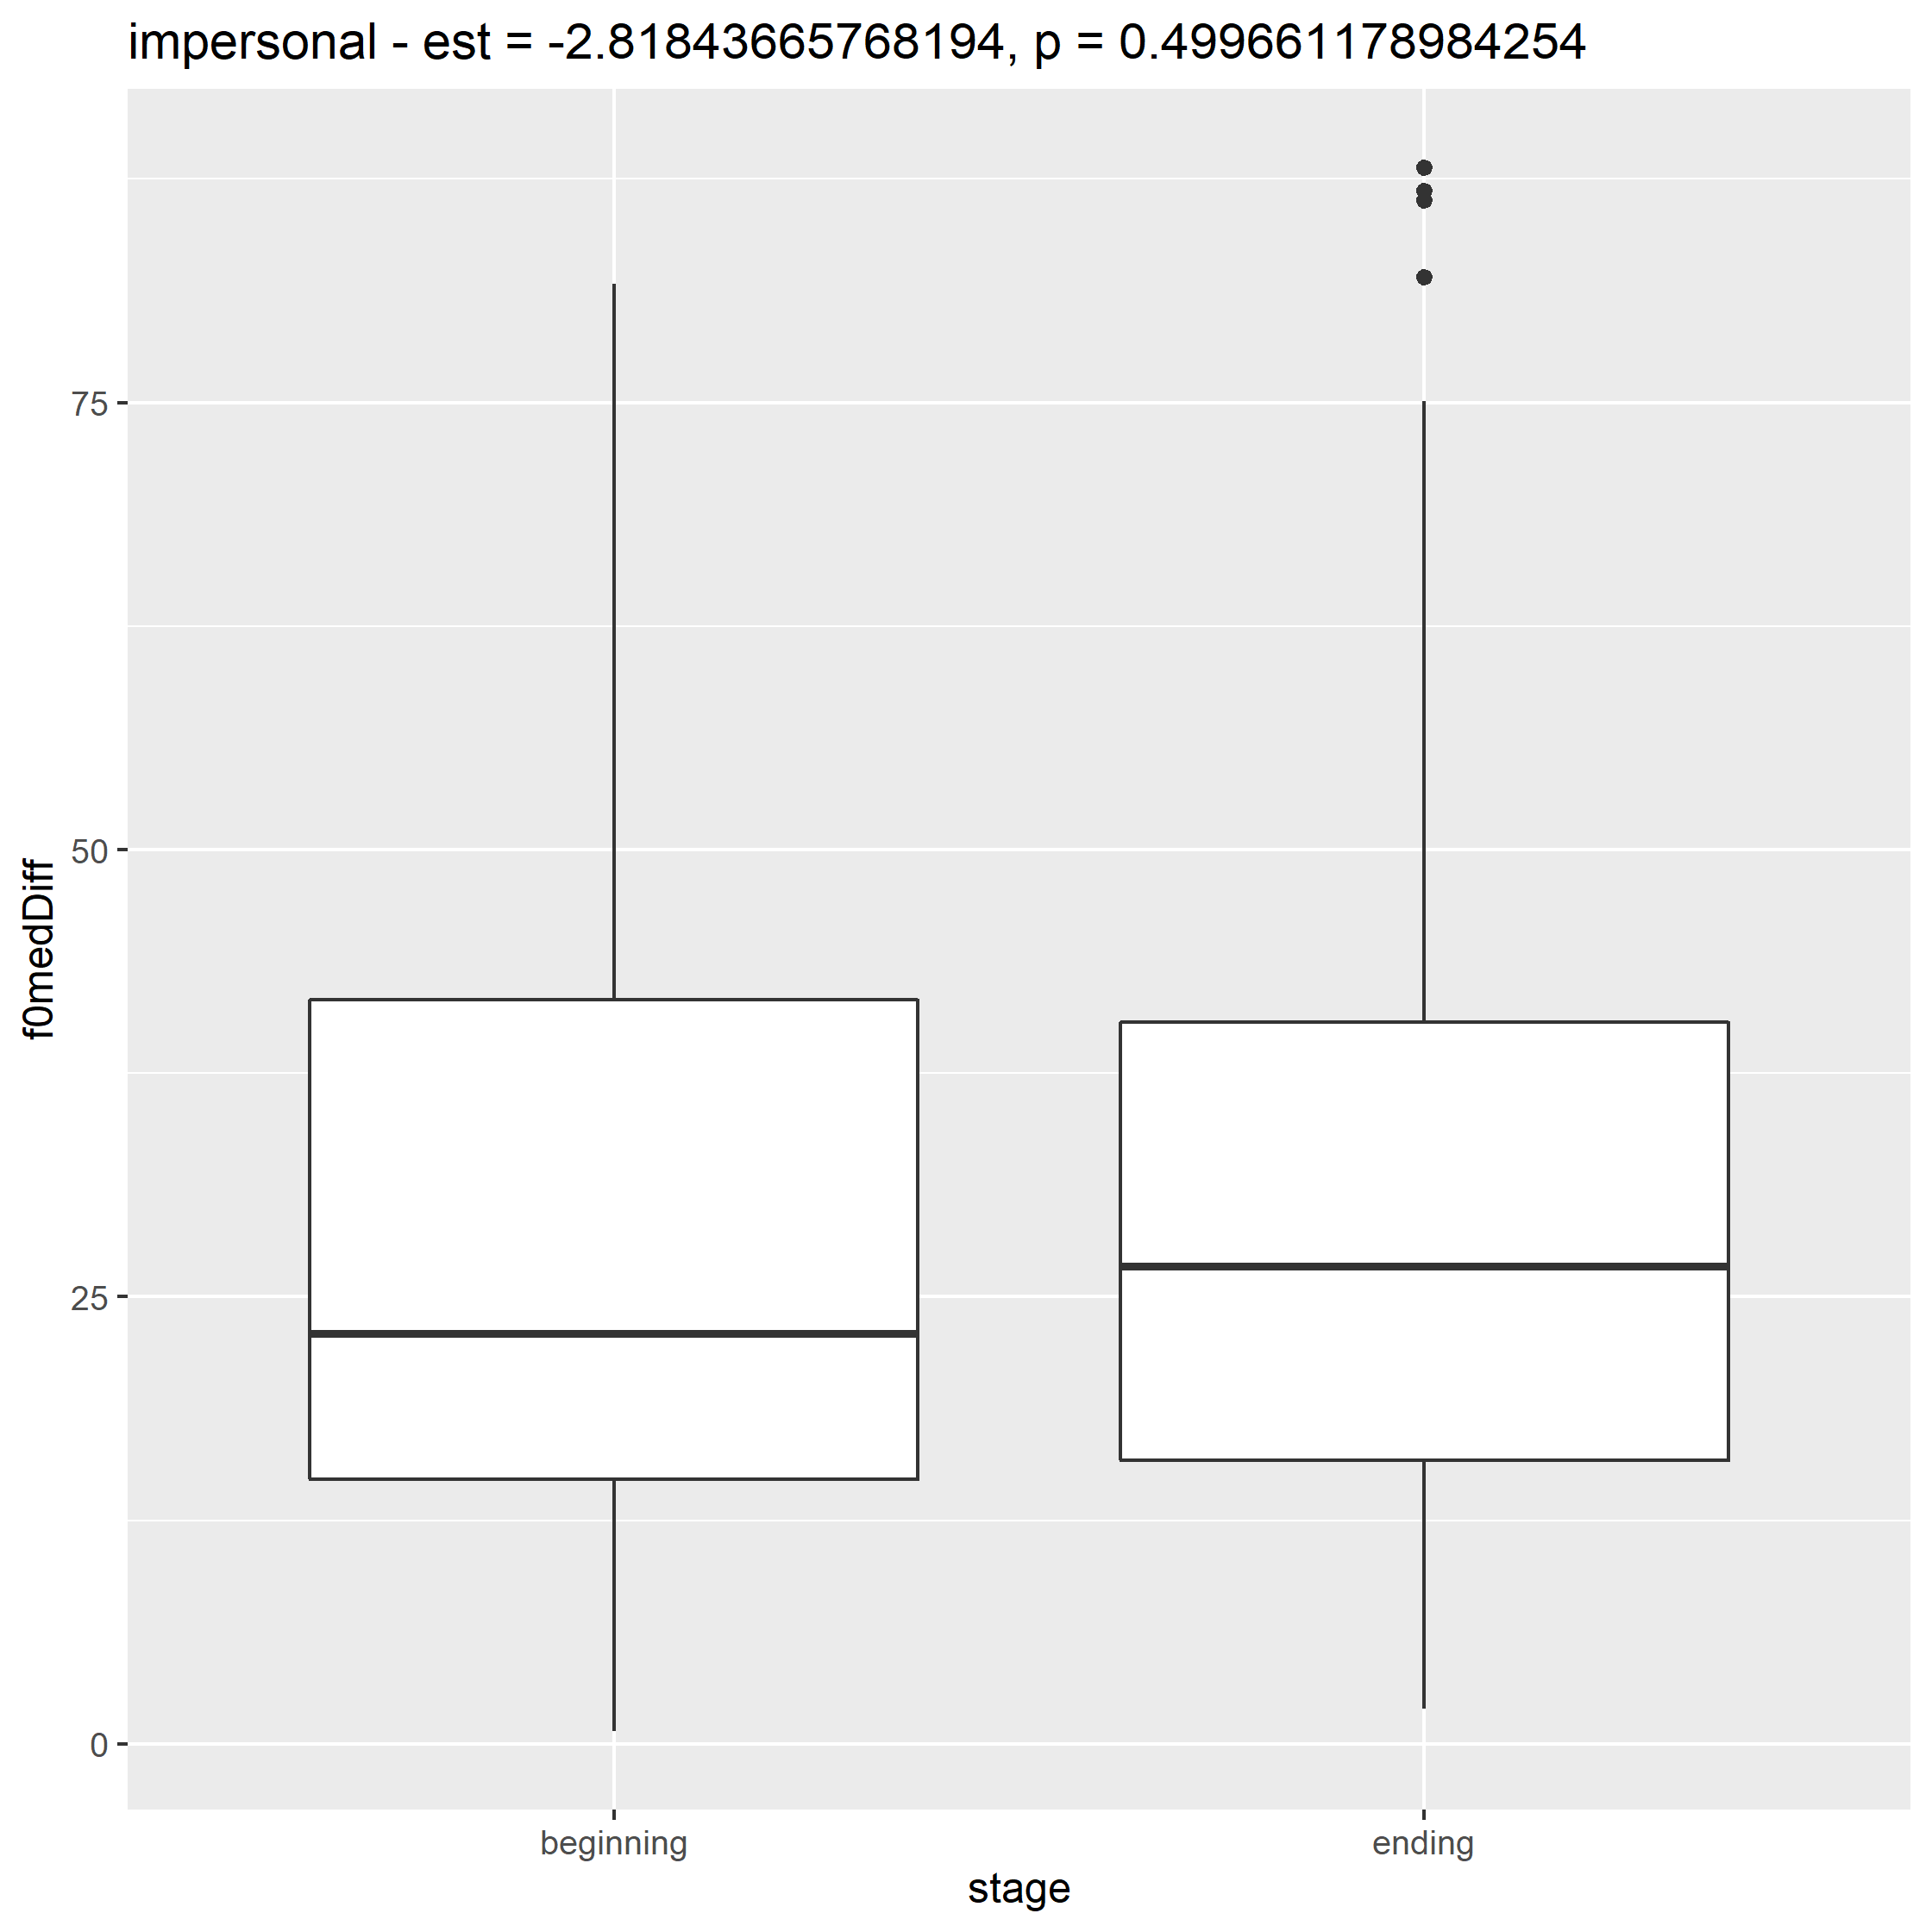 impersonal - est = -2.81843665768194, p = 0.499661178984254
75
50
25
0
f0medDiff
beginning
ending
stage